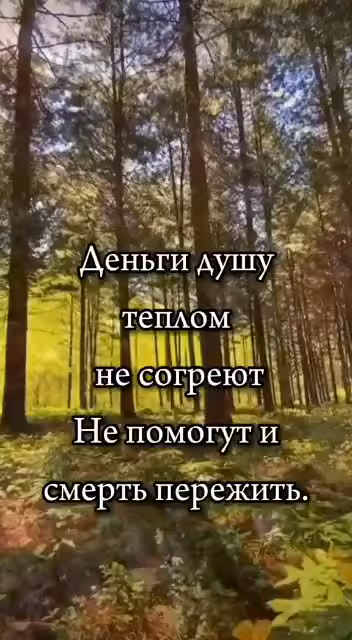 Деньги душу
теплом
не согреют
Не помогут и
смерть пережить.